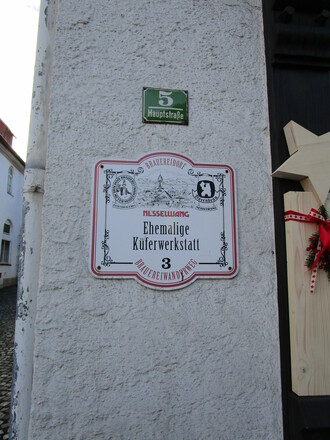 5
Hauptstraße
BRAUEREIDORF
NESSELWANG
Ehemalige
Küferwerkstatt
3
BRAUEREIWANDERWEG